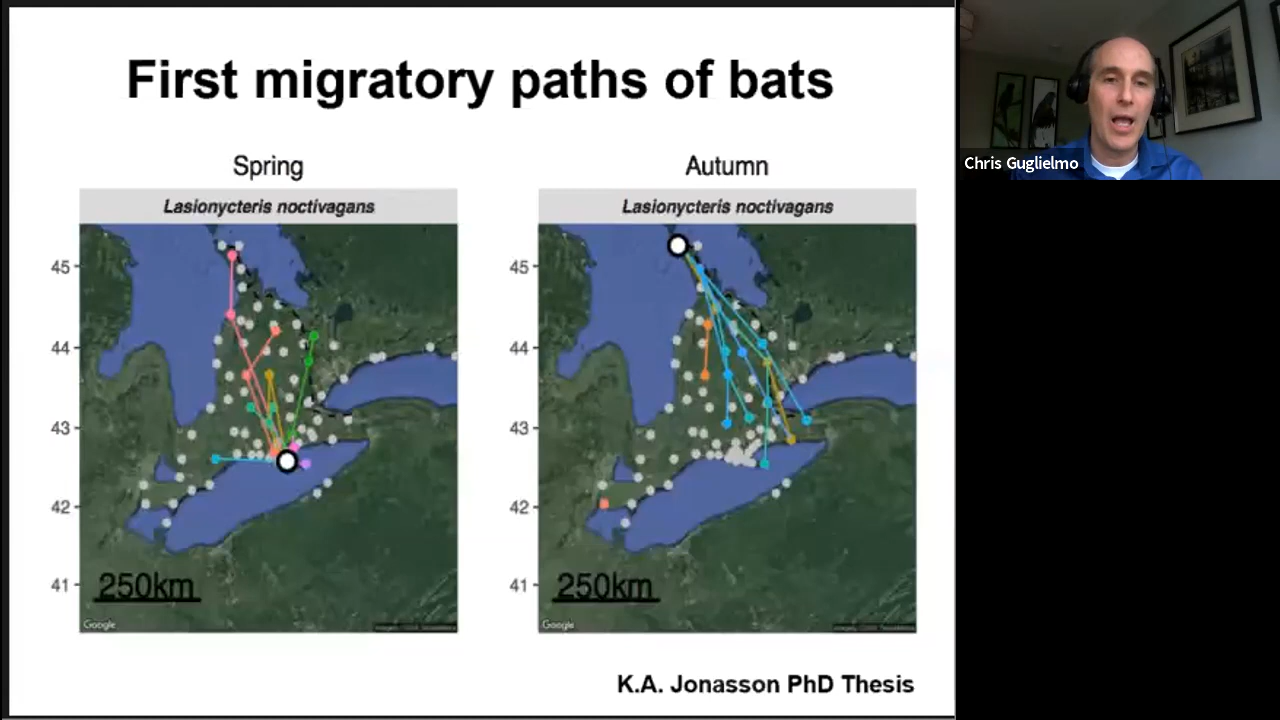 First migratory paths of bats
Spring
Autumn
Lasionycteris noctivagans
Lasionycteris noctivagans
45
44
43
42
41
45
44
43
42
41
250km
250km
Google
Google
K.A. Jonasson PhD Thesis
Chris Guglielmo